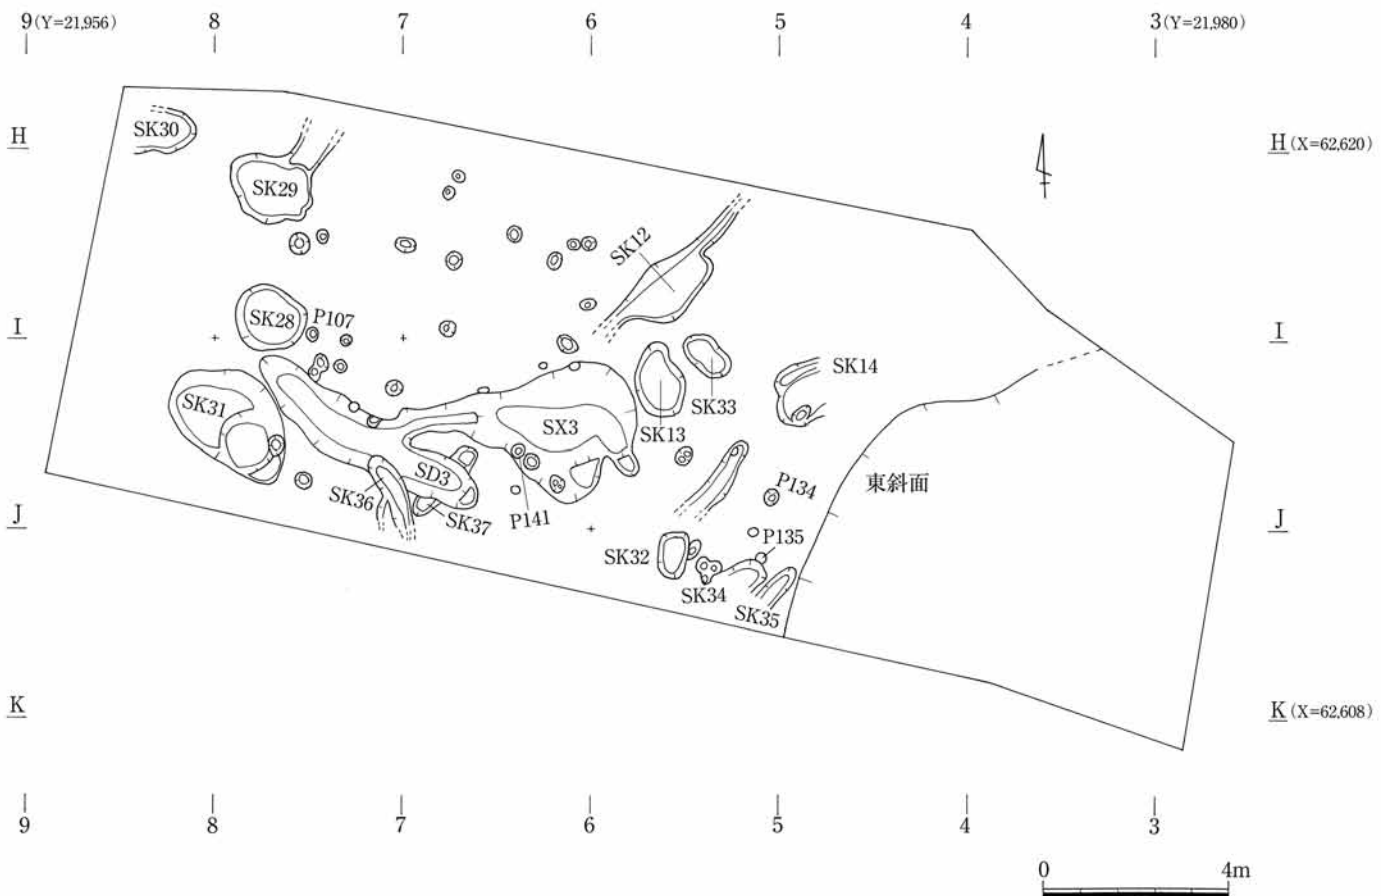 9(Y=21,956) 8 7 6 5 4 3(Y=21,980)
H SK30 H(X=62,620)
SK29
SK12
SK28 P107
I I
SK14
SK31 SK33
SX3 SK13
SD3 東斜面
SK36 P134
SK37 P141
J J
P135
SK32
SK34
SK35
K K(X=62,608)
9 8 7 6 5 4 3
0 4m